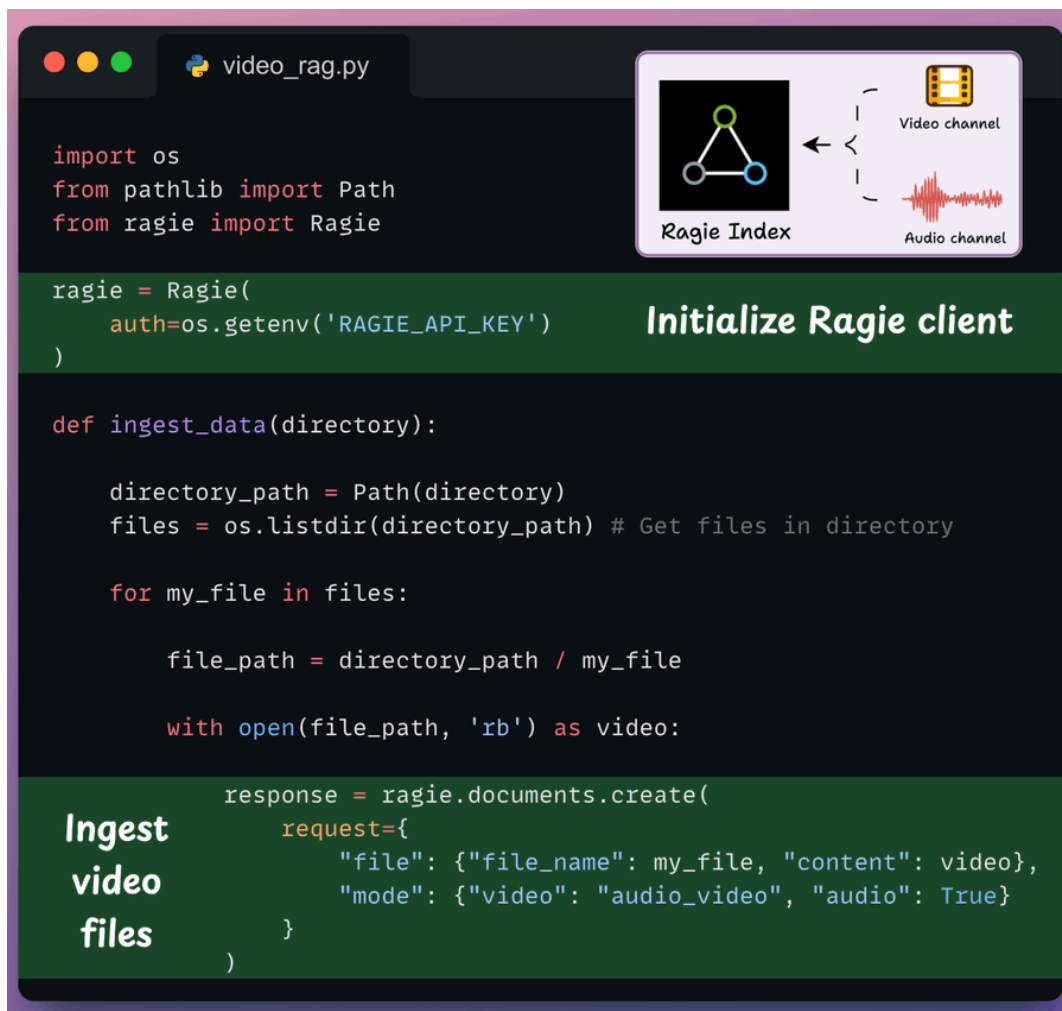 video_rag.py
Video channel
Ragie Index
Audio channel
import os
from pathlib import Path
from ragie import Ragie
ragie = Ragie(
    auth=os.getenv('RAGIE_API_KEY')
)
Initialize Ragie client
def ingest_data(directory):
    directory_path = Path(directory)
    files = os.listdir(directory_path) # Get files in directory
    for my_file in files:
        file_path = directory_path / my_file
        with open(file_path, 'rb') as video:
            response = ragie.documents.create(
                request={
                    "file": {"file_name": my_file, "content": video},
                    "mode": {"video": "audio_video", "audio": True}
                }
            )
Ingest
video
files